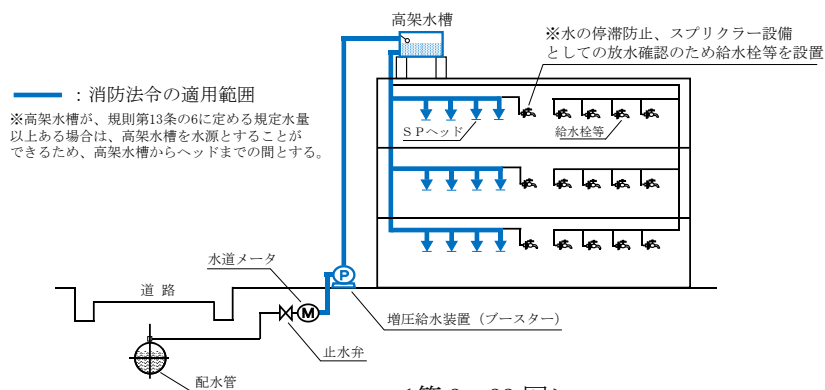 高架水槽
※水の停滞防止、スプリクラー設備
としての放水確認のため給水栓等を設置
：消防法令の適用範囲
※高架水槽が、規則第13条の6に定める規定水量
以上ある場合は、高架水槽を水源とすることが
できるため、高架水槽からヘッドまでの間とする。
ＳＰヘッド
給水栓等
水道メータ
道 路
P
M
増圧給水装置（ブースター）
止水弁
配水管